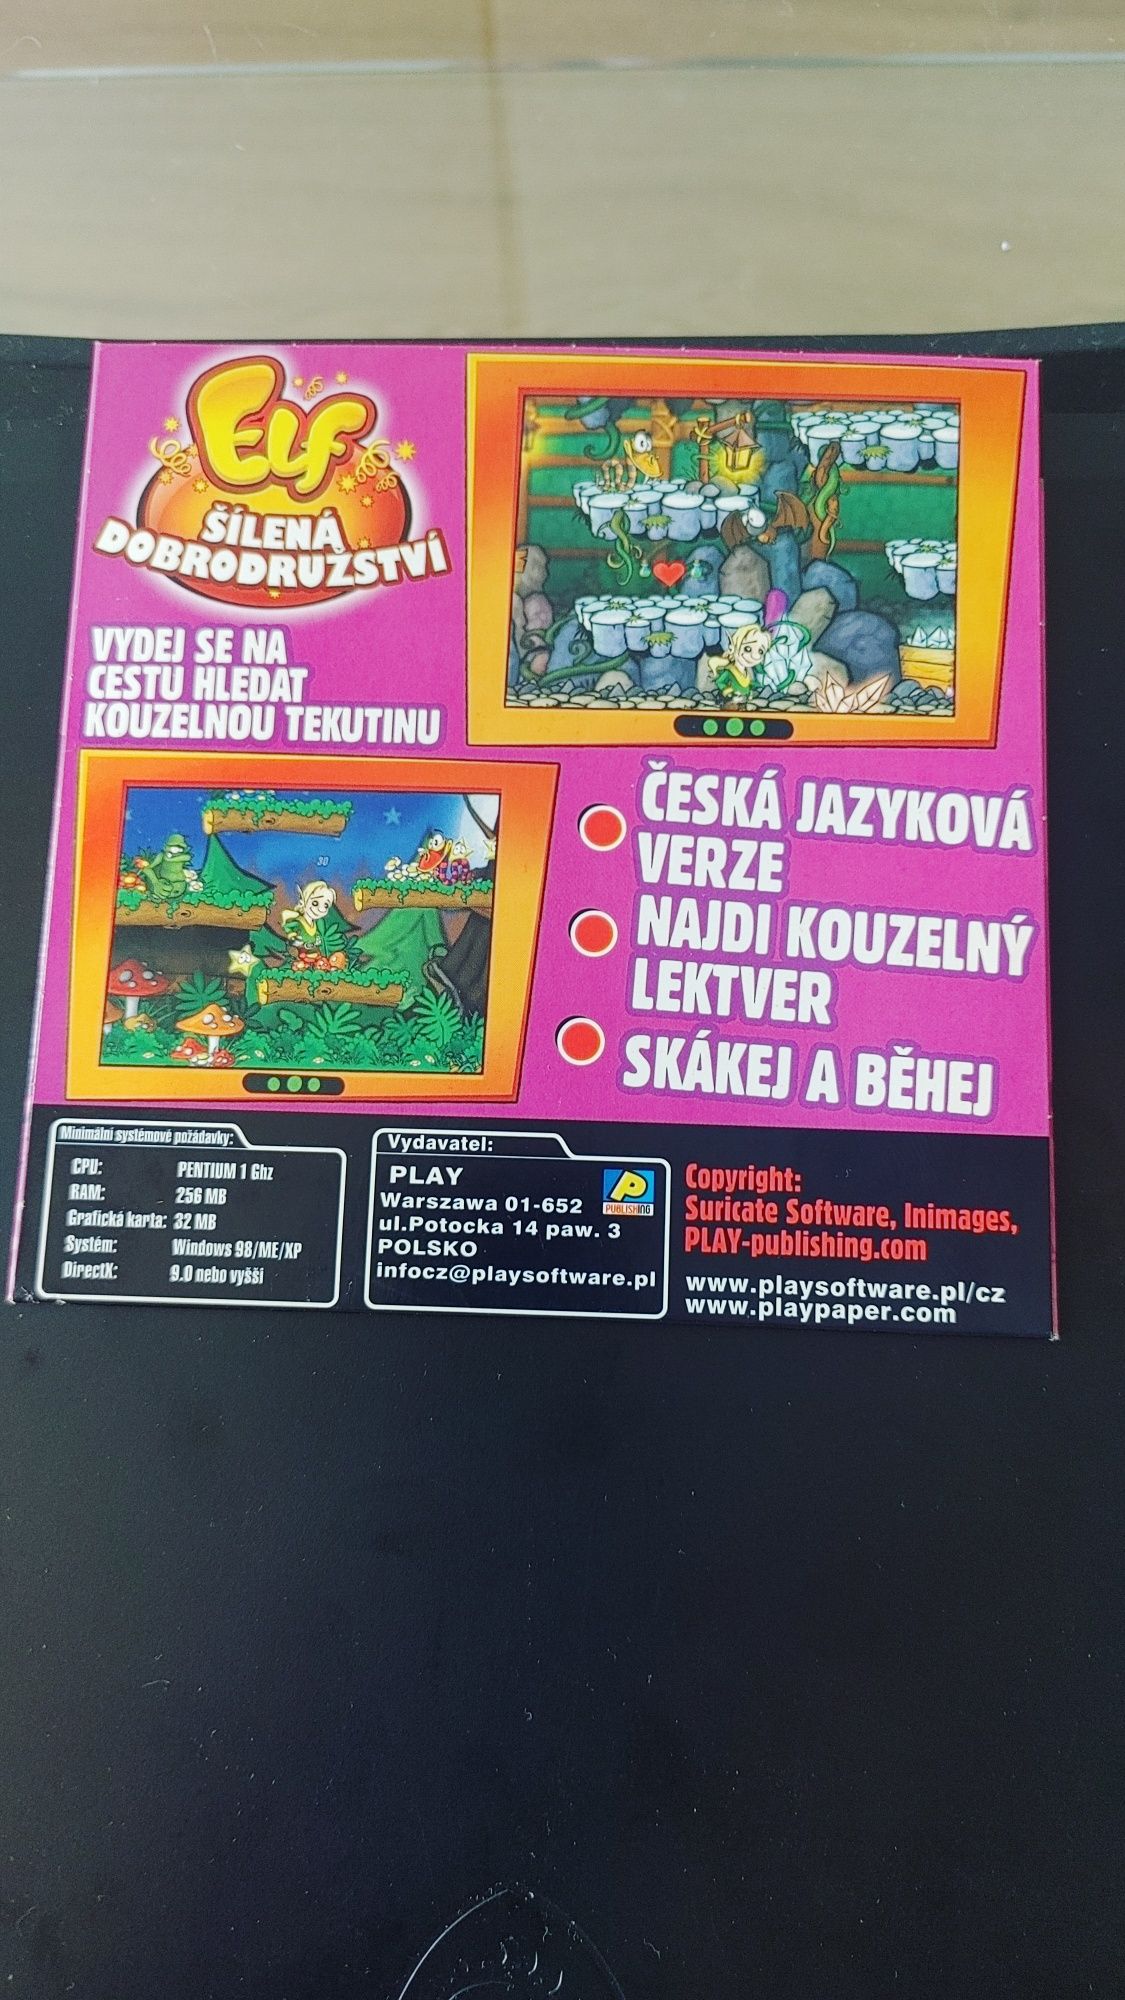 Elf
ŠÍLENÁ
DOBRODRUŽSTVÍ
VYDEJ SE NA
CESTU HLEDAT
KOUZELNOU TEKUTINU
30
ČESKÁ JAZYKOVÁ
VERZE
NAJDI KOUZELNÝ
LEKTVER
SKÁKEJ A BĚHEJ
Minimální systémové požádavky:
CPU: PENTIUM 1 Ghz
RAM: 256 MB
Grafická karta: 32 MB
Systém: Windows 98/ME/XP
DirectX: 9.0 nebo vyšši
Vydavatel:
PLAY
Warszawa 01-652
ul.Potocka 14 paw. 3
POLSKO
infocz@playsoftware.pl
P
PUBLISHING
Copyright:
Suricate Software, Inimages,
PLAY-publishing.com
www.playsoftware.pl/cz
www.playpaper.com